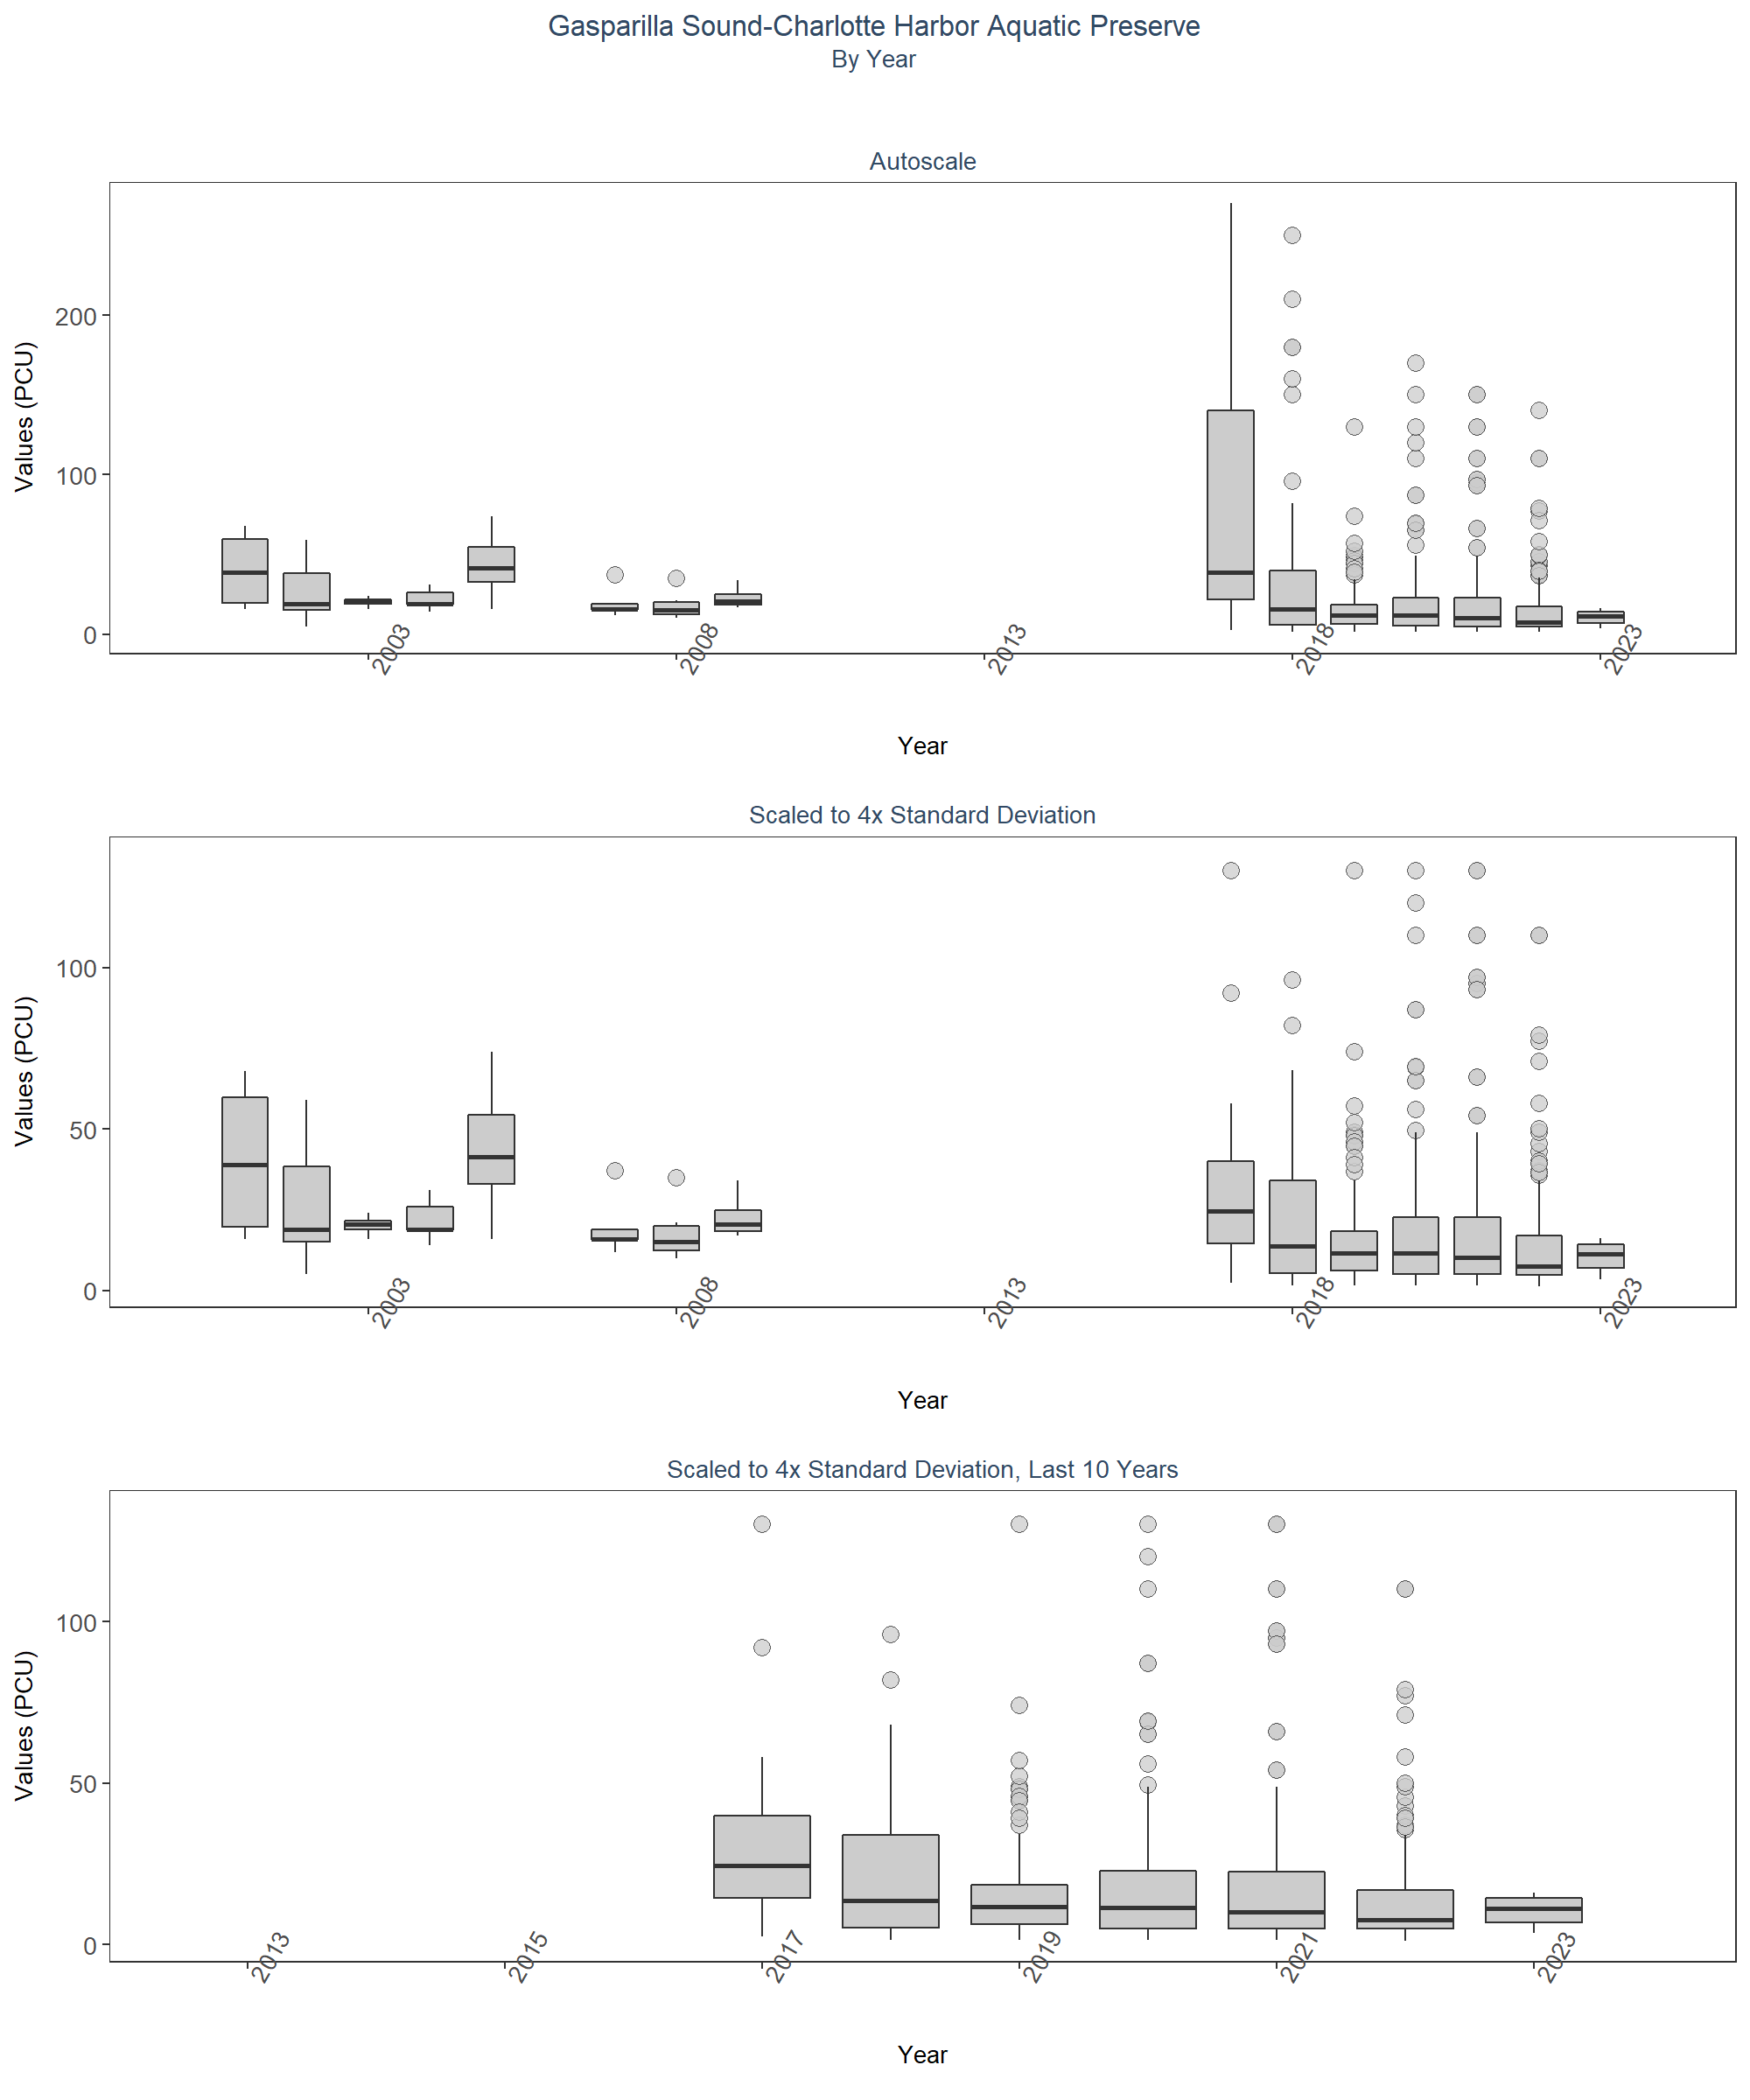 Gasparilla Sound-Charlotte Harbor Aquatic Preserve
By Year
Autoscale
Values (PCU)
200
100
0
2003
2008
2013
2018
2023
Year
Scaled to 4x Standard Deviation
Values (PCU)
100
50
0
2003
2008
2013
2018
2023
Year
Scaled to 4x Standard Deviation, Last 10 Years
Values (PCU)
100
50
0
2013
2015
2017
2019
2021
2023
Year